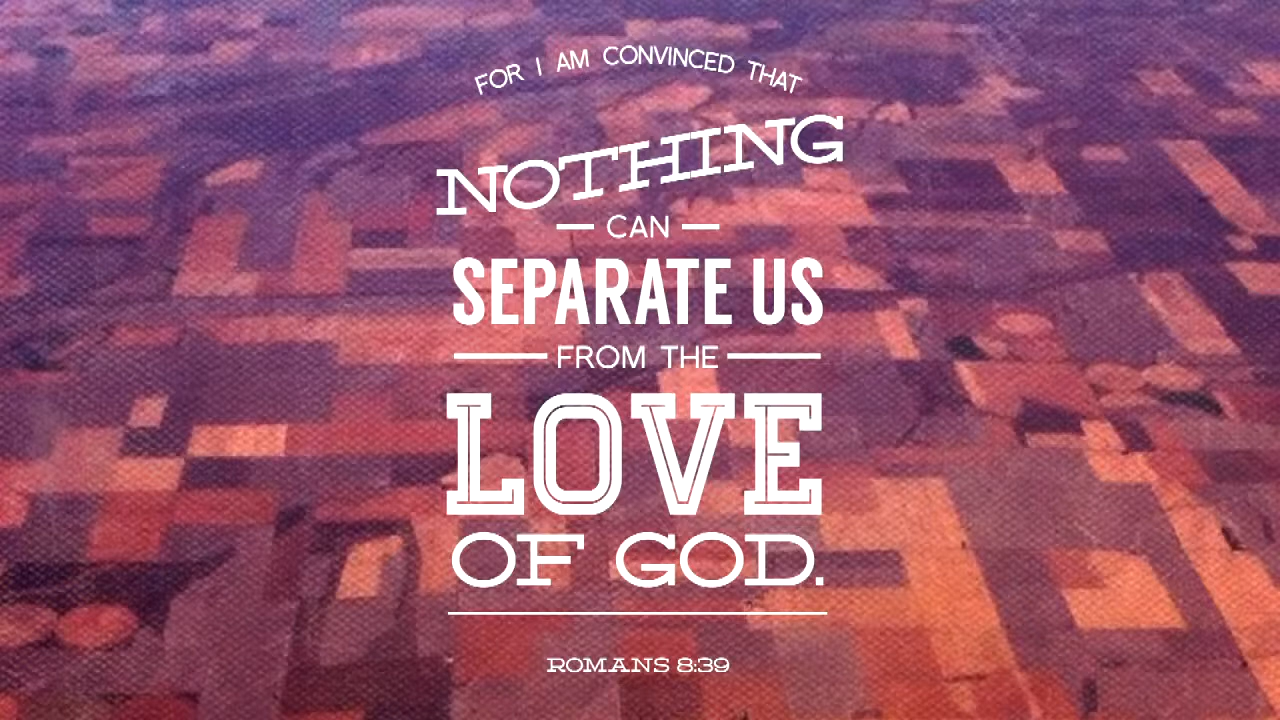 FOR I AM CONVINCED THAT
NOTHING
CAN
SEPARATE US
FROM THE
LOVE
OF GOD.
ROMANS 8:39